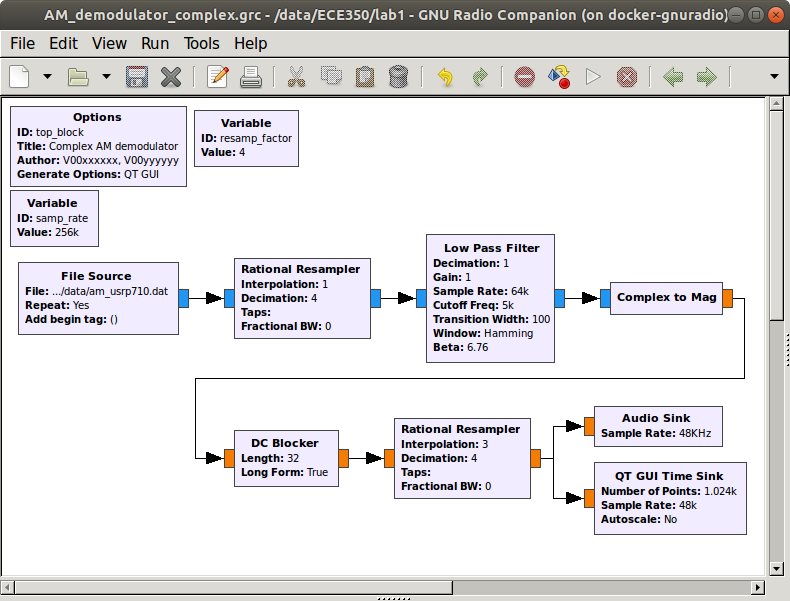 AM_demodulator_complex.grc - /data/ECE350/lab1 - GNU Radio Companion (on docker-gnuradio)
File Edit View Run Tools Help
Options
ID: top_block
Title: Complex AM demodulator
Author: V00xxxxxx, V00yyyyyy
Generate Options: QT GUI
Variable
ID: resamp_factor
Value: 4
Variable
ID: samp_rate
Value: 256k
File Source
File: .../data/am_usrp710.dat
Repeat: Yes
Add begin tag: ()
Rational Resampler
Interpolation: 1
Decimation: 4
Taps:
Fractional BW: 0
Low Pass Filter
Decimation: 1
Gain: 1
Sample Rate: 64k
Cutoff Freq: 5k
Transition Width: 100
Window: Hamming
Beta: 6.76
Complex to Mag
DC Blocker
Length: 32
Long Form: True
Rational Resampler
Interpolation: 3
Decimation: 4
Taps:
Fractional BW: 0
Audio Sink
Sample Rate: 48KHz
QT GUI Time Sink
Number of Points: 1.024k
Sample Rate: 48k
Autoscale: No